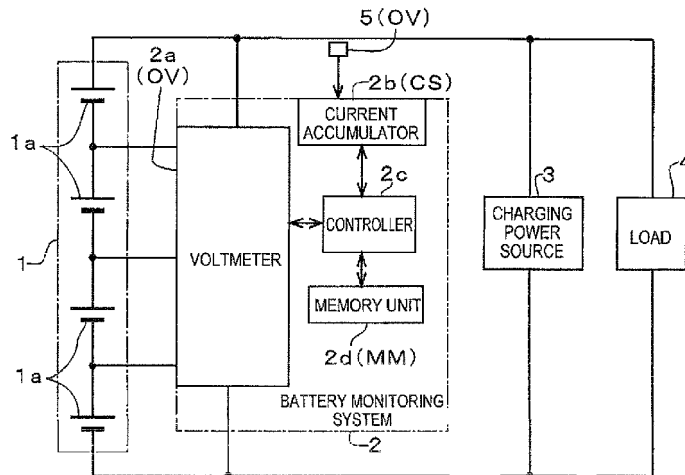 5(OV)
2a
(OV)
2b(CS)
CURRENT
ACCUMULATOR
1a
2c
3
4
CONTROLLER
CHARGING
POWER
SOURCE
LOAD
1
VOLTMETER
MEMORY UNIT
2d(MM)
1a
BATTERY MONITORING
SYSTEM
2